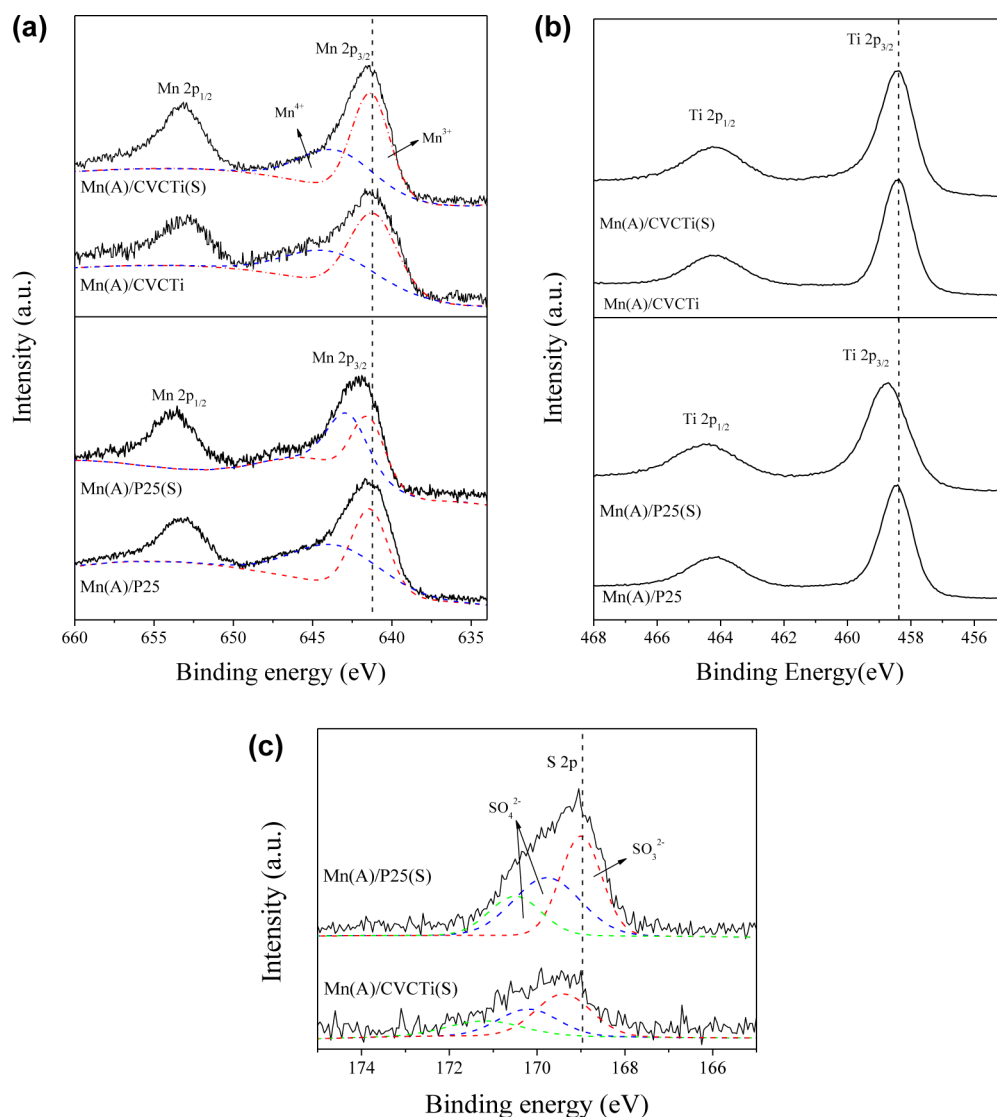 (a)
Mn 2p3/2
Mn 2p1/2
Mn4+
Mn3+
Mn(A)/CVCTi(S)
Mn(A)/CVCTi
Mn 2p3/2
Mn 2p1/2
Mn(A)/P25(S)
Mn(A)/P25
Intensity (a.u.)
660 655 650 645 640 635
Binding energy (eV)
(b)
Ti 2p3/2
Ti 2p1/2
Mn(A)/CVCTi(S)
Mn(A)/CVCTi
Ti 2p3/2
Ti 2p1/2
Mn(A)/P25(S)
Mn(A)/P25
Intensity (a.u.)
468 466 464 462 460 458 456
Binding Energy(eV)
(c)
S 2p
SO42-
SO32-
Mn(A)/P25(S)
Mn(A)/CVCTi(S)
Intensity (a.u.)
174 172 170 168 166
Binding energy (eV)